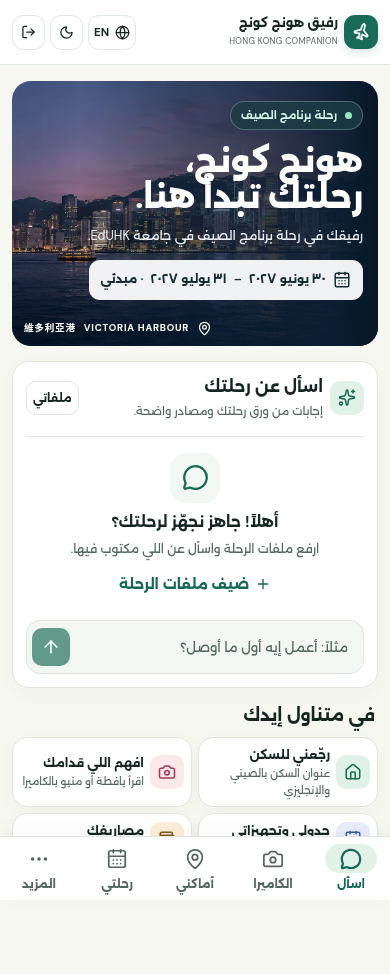 رفيق هونج كونج
HONG KONG COMPANION
EN
رحلة برنامج الصيف
هونج كونج،
رحلتك تبدأ هنا.
رفيقك في رحلة برنامج الصيف في جامعة EdUHK.
٣٠ يونيو ٢٠٢٧ – ٣١ يوليو ٢٠٢٧ · مبدئي
維多利亞港 VICTORIA HARBOUR
اسأل عن رحلتك
إجابات من ورق رحلتك ومصادر واضحة.
ملفاتي
أهلاً! جاهز نجهّز لرحلتك؟
ارفع ملفات الرحلة واسأل عن اللي مكتوب فيها.
+ ضيف ملفات الرحلة
مثلاً: أعمل إيه أول ما أوصل؟
في متناول إيدك
رجّعني للسكن
عنوان السكن بالصيني والإنجليزي
افهم اللي قدامك
اقرأ يافطة أو منيو بالكاميرا
جدولي وتجهيزاتي
مصاريفك
اسأل
الكاميرا
أماكني
رحلتي
المزيد